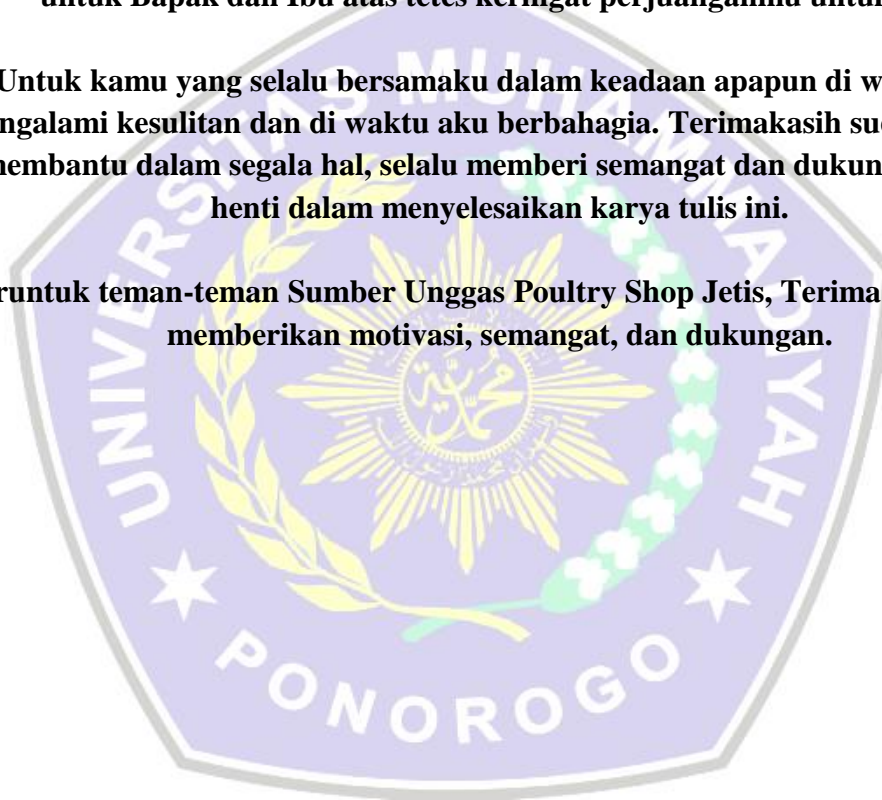 untuk Bapak dan Ibu atas tetes keringat perjuanganmu untuk
Untuk kamu yang selalu bersamaku dalam keadaan apapun di w
ngalami kesulitan dan di waktu aku berbahagia. Terimakasih su
membantu dalam segala hal, selalu memberi semangat dan dukun
henti dalam menyelesaikan karya tulis ini.
runtuk teman-teman Sumber Unggas Poultry Shop Jetis, Terima
memberikan motivasi, semangat, dan dukungan.
UNIVERSITAS MUHAMMADIYAH
محمدية
PONOROGO